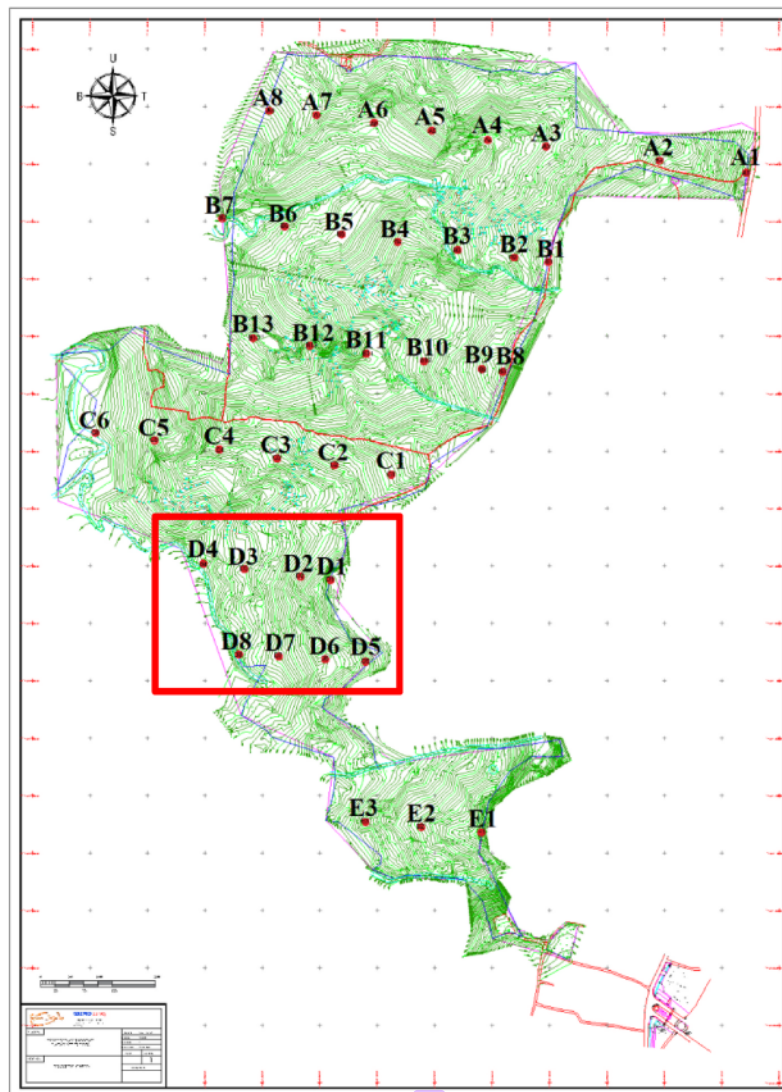 U
B T
S
A8 A7 A6 A5 A4 A3 A2 A1
B7 B6 B5 B4 B3 B2 B1
B13 B12 B11 B10 B9 B8
C6 C5 C4 C3 C2 C1
D4 D3 D2 D1
D8 D7 D6 D5
E3 E2 E1